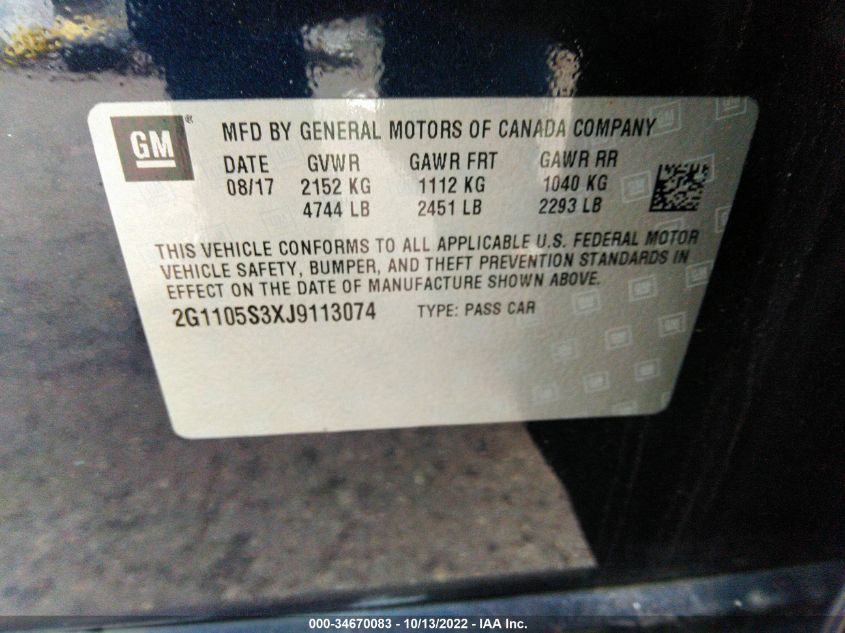 GM ®
MFD BY GENERAL MOTORS OF CANADA COMPANY
DATE GVWR GAWR FRT GAWR RR
08/17 2152 KG 1112 KG 1040 KG
4744 LB 2451 LB 2293 LB
THIS VEHICLE CONFORMS TO ALL APPLICABLE U.S. FEDERAL MOTOR
VEHICLE SAFETY, BUMPER, AND THEFT PREVENTION STANDARDS IN
EFFECT ON THE DATE OF MANUFACTURE SHOWN ABOVE.
2G1105S3XJ9113074 TYPE: PASS CAR
000-34670083 - 10/13/2022 - IAA Inc.